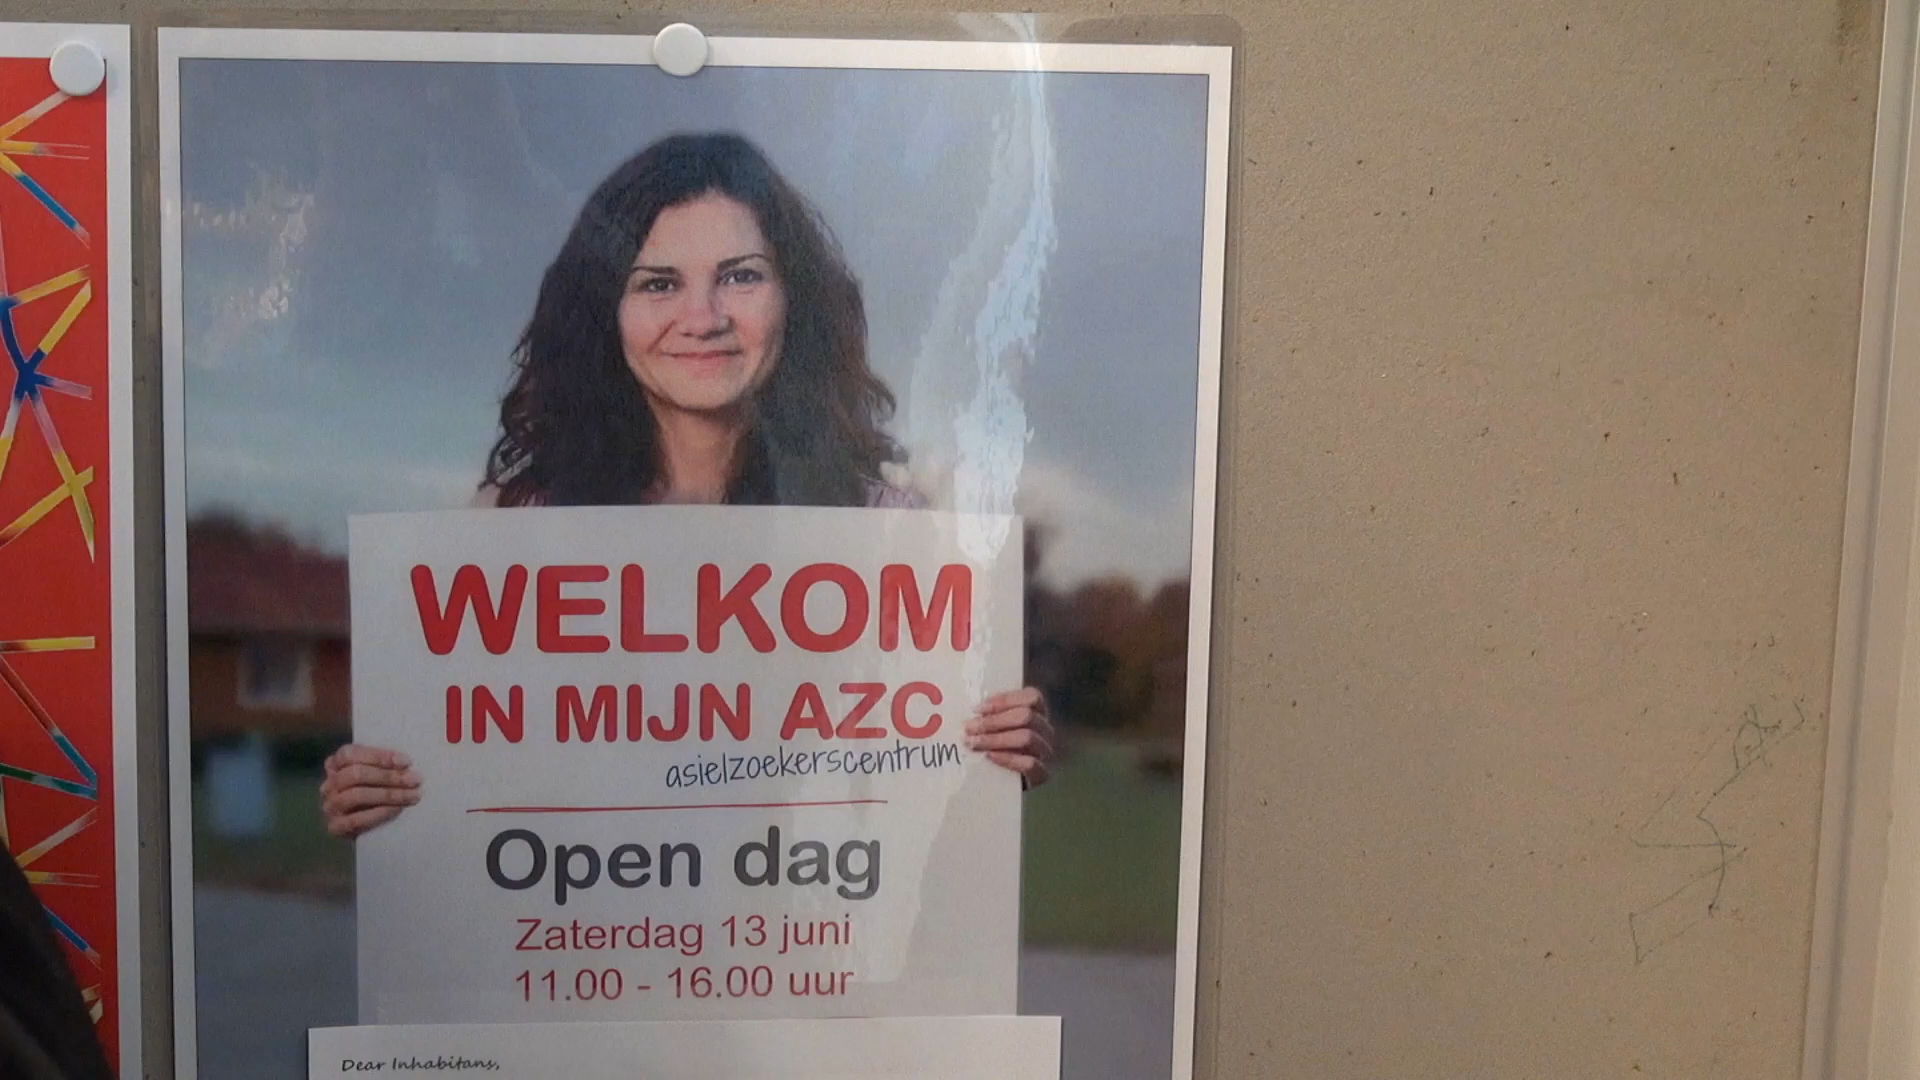 WELKOM
IN MIJN AZC
asielzoekerscentrum
Open dag
Zaterdag 13 juni
11.00 - 16.00 uur
Dear Inhabitans,